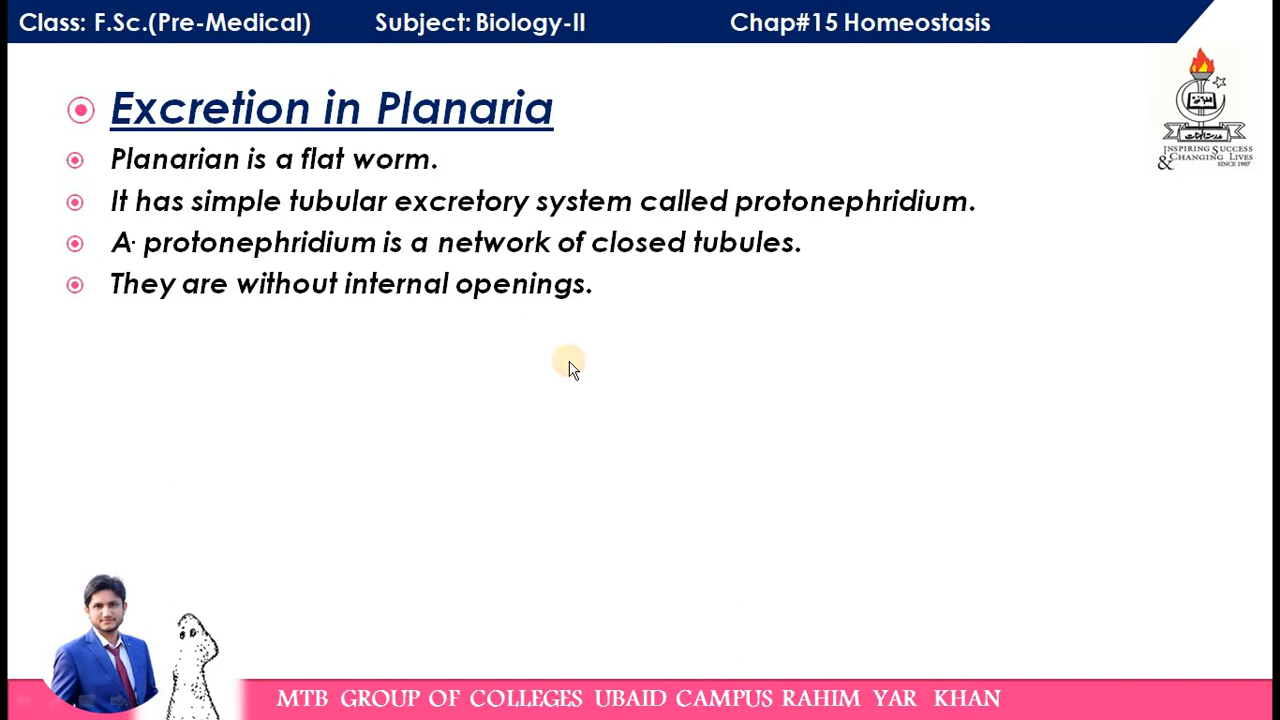 Class: F.Sc.(Pre-Medical) Subject: Biology-II Chap#15 Homeostasis
Excretion in Planaria
Planarian is a flat worm.
It has simple tubular excretory system called protonephridium.
A· protonephridium is a network of closed tubules.
They are without internal openings.
INSPIRING SUCCESS
& CHANGING LIVES
SINCE 1907
MTB GROUP OF COLLEGES UBAID CAMPUS RAHIM YAR KHAN